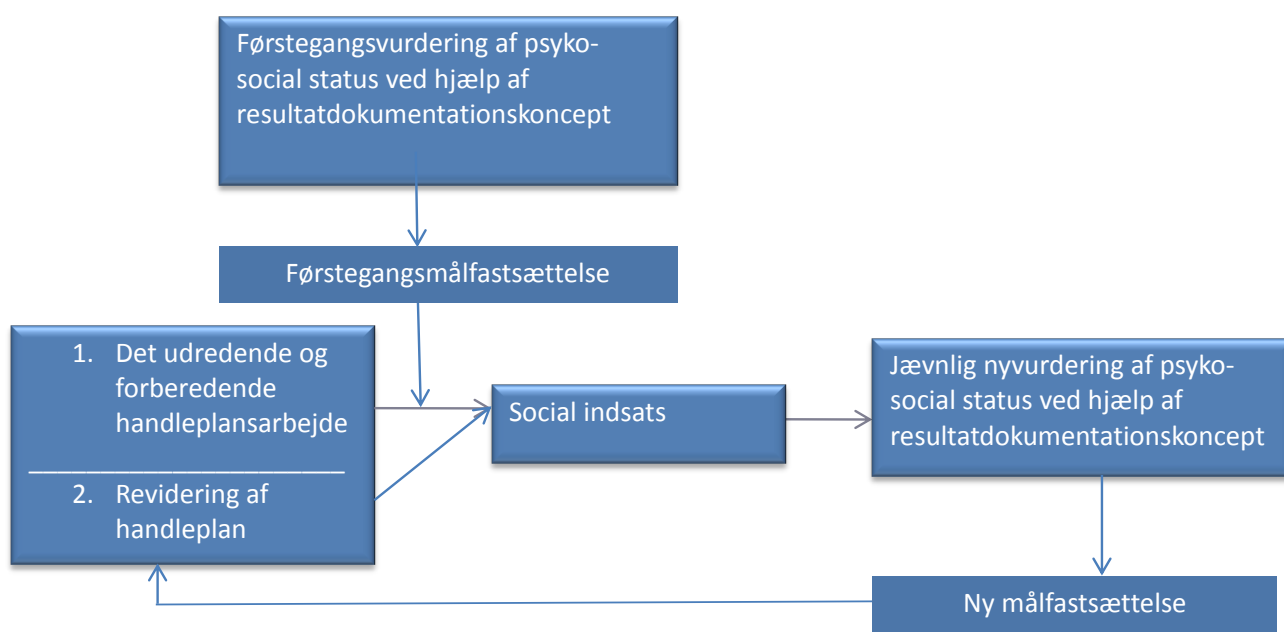 Førstegangsvurdering af psyko-
social status ved hjælp af
resultatdokumentationskoncept
Førstegangsmålfastsættelse
1. Det udredende og
forberedende
handleplansarbejde
2. Revidering af
handleplan
Social indsats
Jævnlig nyvurdering af psyko-
social status ved hjælp af
resultatdokumentationskoncept
Ny målfastsættelse